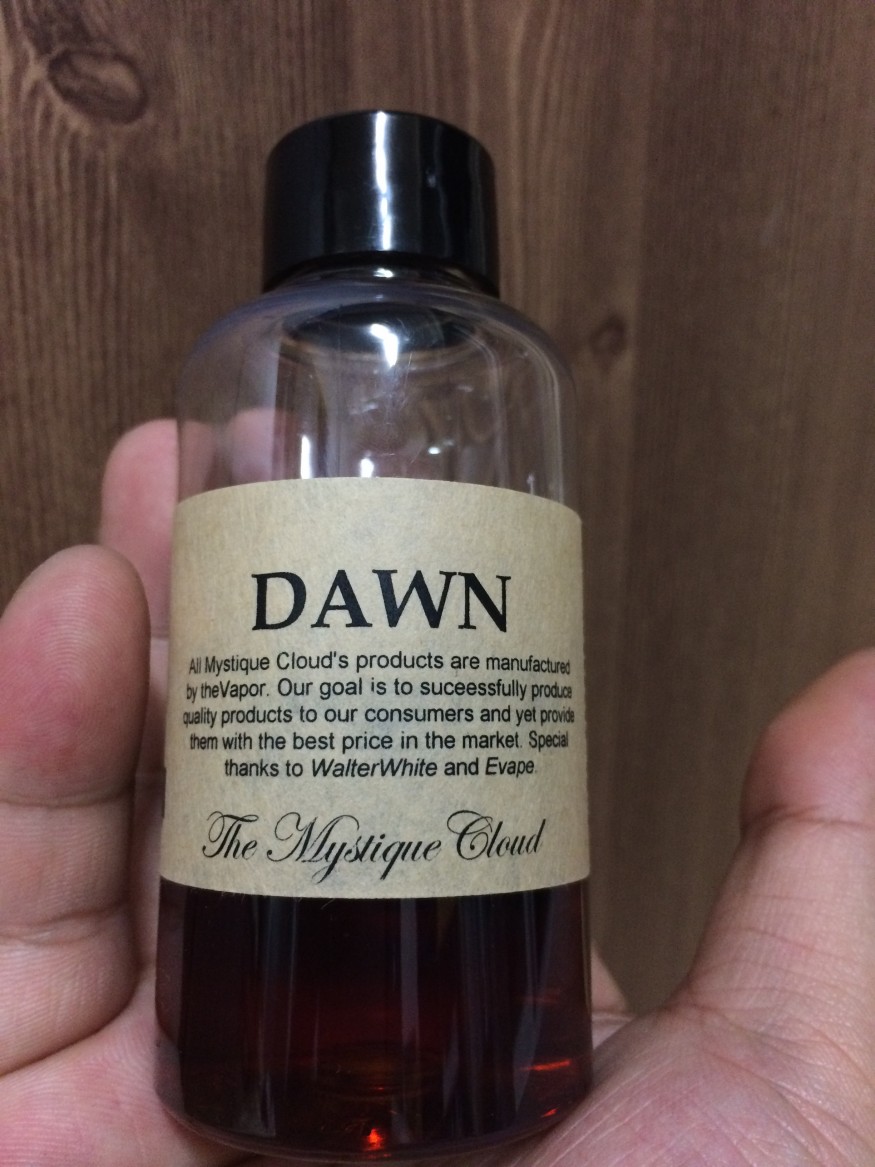 DAWN
All Mystique Cloud's products are manufactured
by theVapor. Our goal is to suceessfully produce
quality products to our consumers and yet provide
them with the best price in the market. Special
thanks to WalterWhite and Evape.
The Mystique Cloud